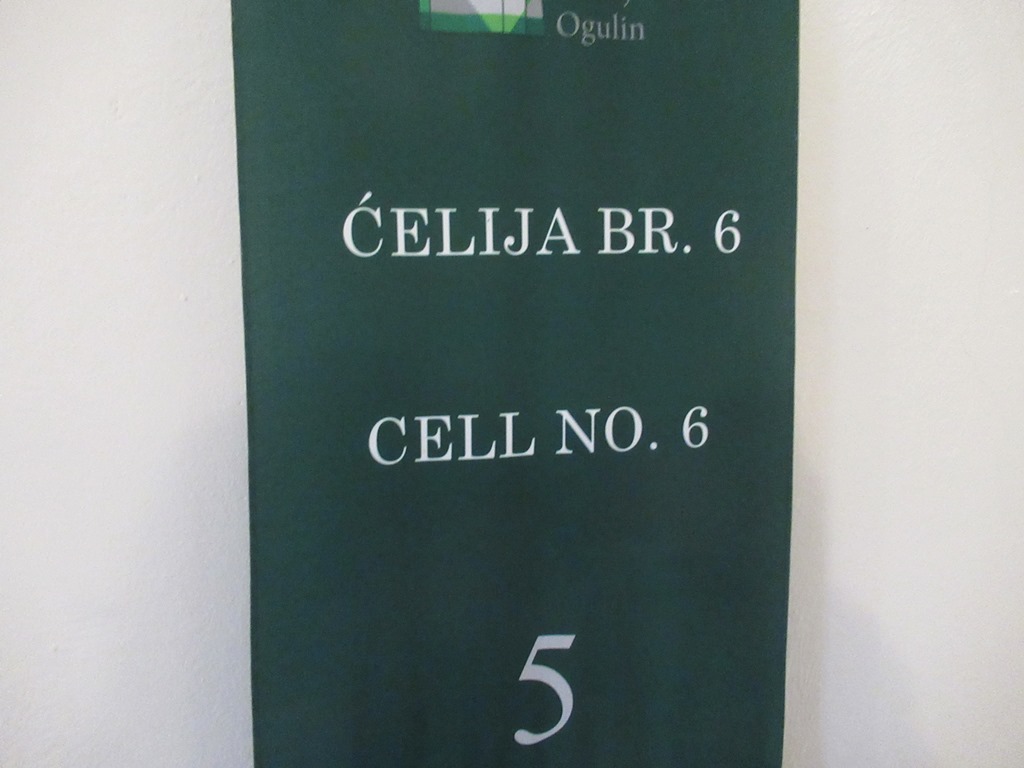 Ogulin
ĆELIJA BR. 6
CELL NO. 6
5